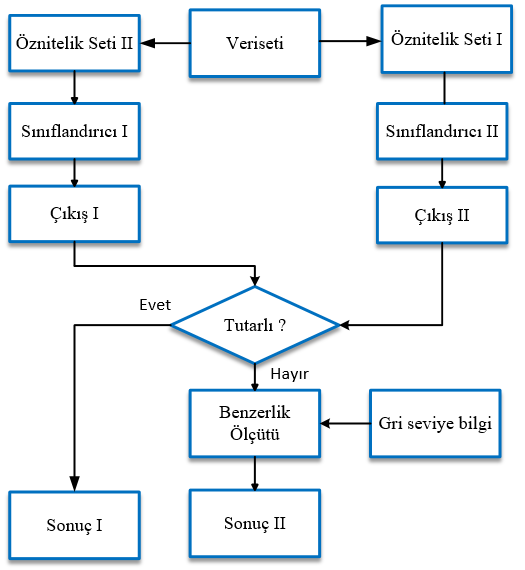 Öznitelik Seti II
Veriseti
Öznitelik Seti I
Sınıflandırıcı I
Sınıflandırıcı II
Çıkış I
Çıkış II
Evet
Tutarlı ?
Hayır
Benzerlik
Ölçütü
Gri seviye bilgi
Sonuç I
Sonuç II